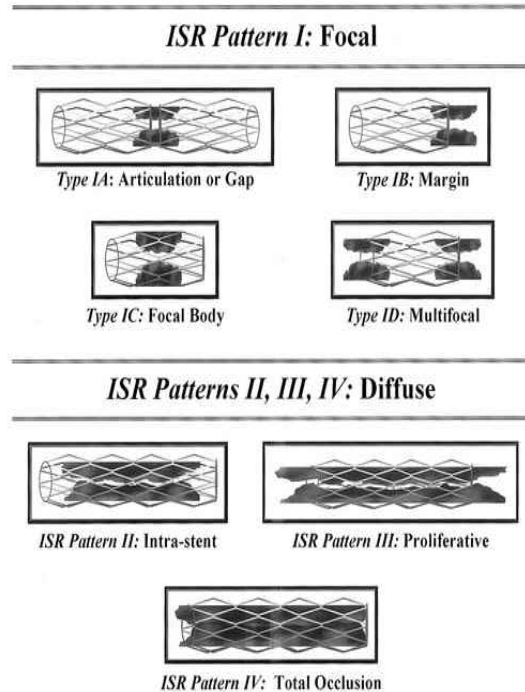 ISR Pattern I: Focal
Type IA: Articulation or Gap
Type IB: Margin
Type IC: Focal Body
Type ID: Multifocal
ISR Patterns II, III, IV: Diffuse
ISR Pattern II: Intra-stent
ISR Pattern III: Proliferative
ISR Pattern IV: Total Occlusion